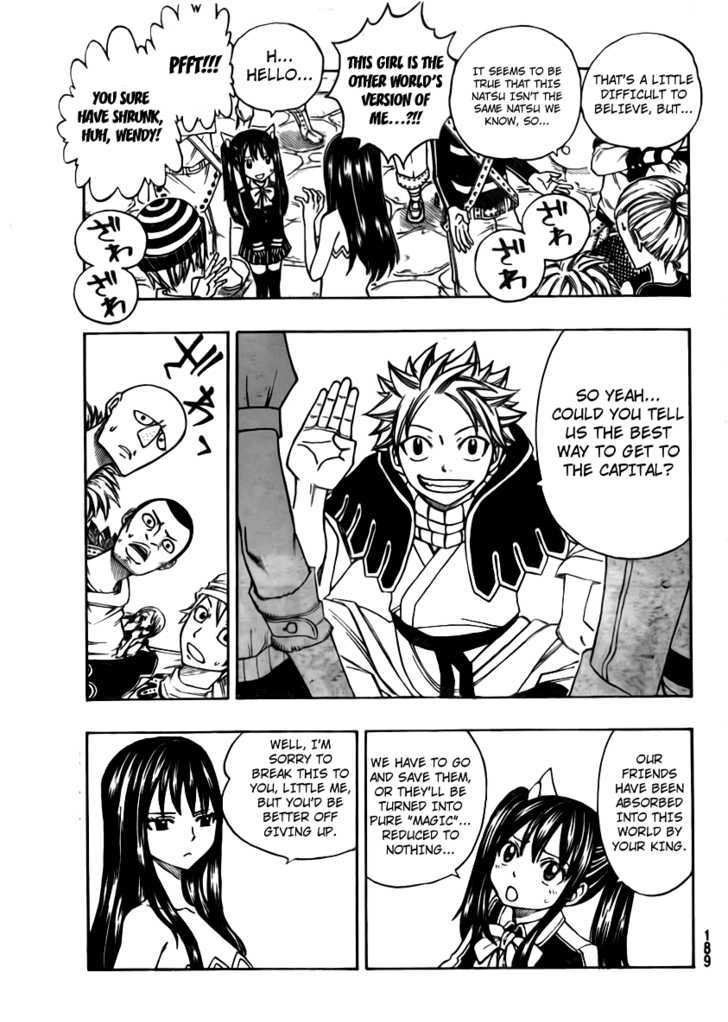 THAT'S A LITTLE
DIFFICULT TO
BELIEVE, BUT...
IT SEEMS TO BE
TRUE THAT THIS
NATSU ISN'T THE
SAME NATSU WE
KNOW, SO...
THIS GIRL IS THE
OTHER WORLD'S
VERSION OF
ME...?!!
H...
HELLO...
PFFT!!!
YOU SURE
HAVE SHRUNK,
HUH, WENDY!
ざわ
ざわ
ざわ
ざわ
SO YEAH...
COULD YOU TELL
US THE BEST
WAY TO GET TO
THE CAPITAL?
OUR
FRIENDS
HAVE BEEN
ABSORBED
INTO THIS
WORLD BY
YOUR KING.
WE HAVE TO GO
AND SAVE THEM,
OR THEY'LL BE
TURNED INTO
PURE "MAGIC"...
REDUCED TO
NOTHING...
WELL, I'M
SORRY TO
BREAK THIS TO
YOU, LITTLE ME,
BUT YOU'D BE
BETTER OFF
GIVING UP.
189